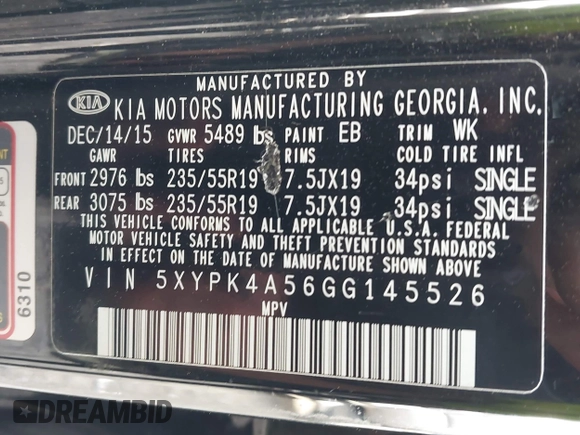 MANUFACTURED BY
KIA KIA MOTORS MANUFACTURING GEORGIA, INC.
DEC/14/15 GVWR 5489 lbs PAINT EB TRIM WK
GAWR TIRES RIMS COLD TIRE INFL
FRONT 2976 lbs 235/55R19 7.5JX19 34psi SINGLE
REAR 3075 lbs 235/55R19 7.5JX19 34psi SINGLE
THIS VEHICLE CONFORMS TO ALL APPLICABLE U.S.A. FEDERAL
MOTOR VEHICLE SAFETY AND THEFT PREVENTION STANDARDS
IN EFFECT ON THE DATE OF MANUFACTURE SHOWN ABOVE.
VIN 5XYPK4A56GG145526
MPV
6310
DREAMBID